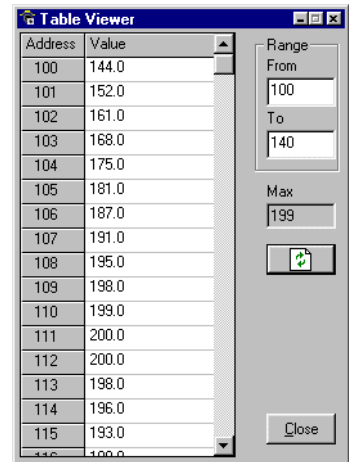 Table Viewer
Address Value
100 144.0
101 152.0
102 161.0
103 168.0
104 175.0
105 181.0
106 187.0
107 191.0
108 195.0
109 198.0
110 199.0
111 200.0
112 200.0
113 198.0
114 196.0
115 193.0
Range
From
100
To
140
Max
199
Close